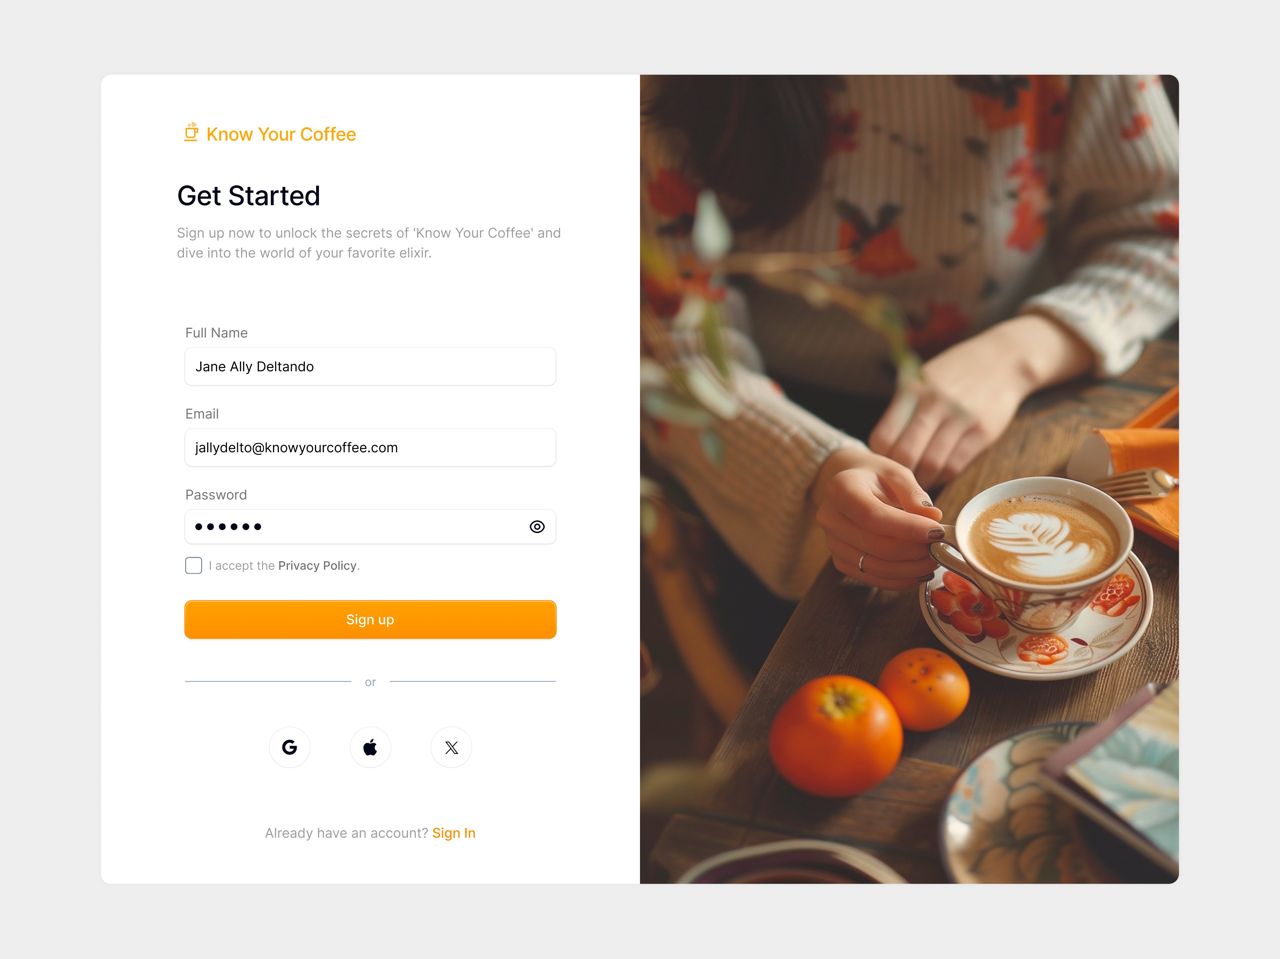 Know Your Coffee
Get Started
Sign up now to unlock the secrets of 'Know Your Coffee' and
dive into the world of your favorite elixir.
Full Name
Jane Ally Deltando
Email
jallydelto@knowyourcoffee.com
Password
I accept the Privacy Policy.
Sign up
or
Already have an account? Sign In